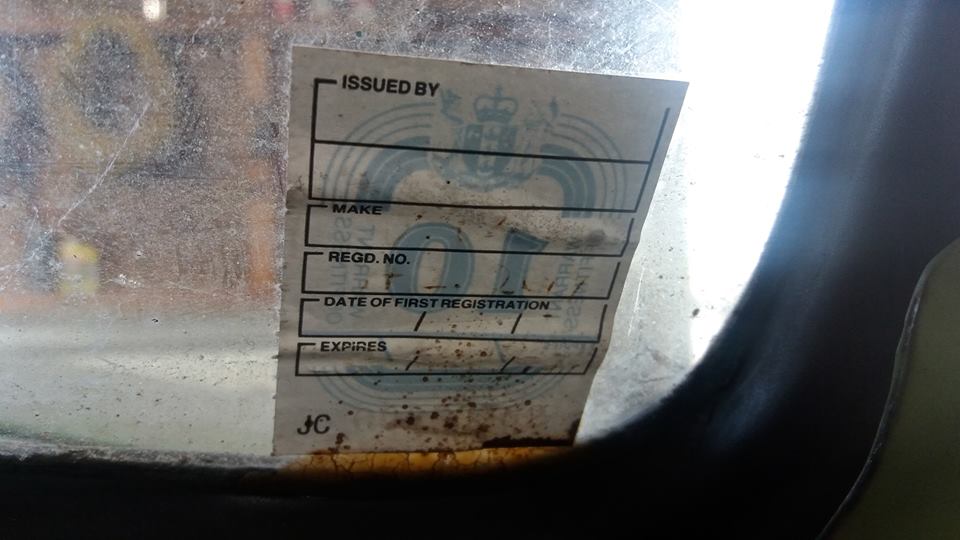 ISSUED BY
MAKE
REGD. NO.
DATE OF FIRST REGISTRATION
/ /
EXPIRES
/ /
JC